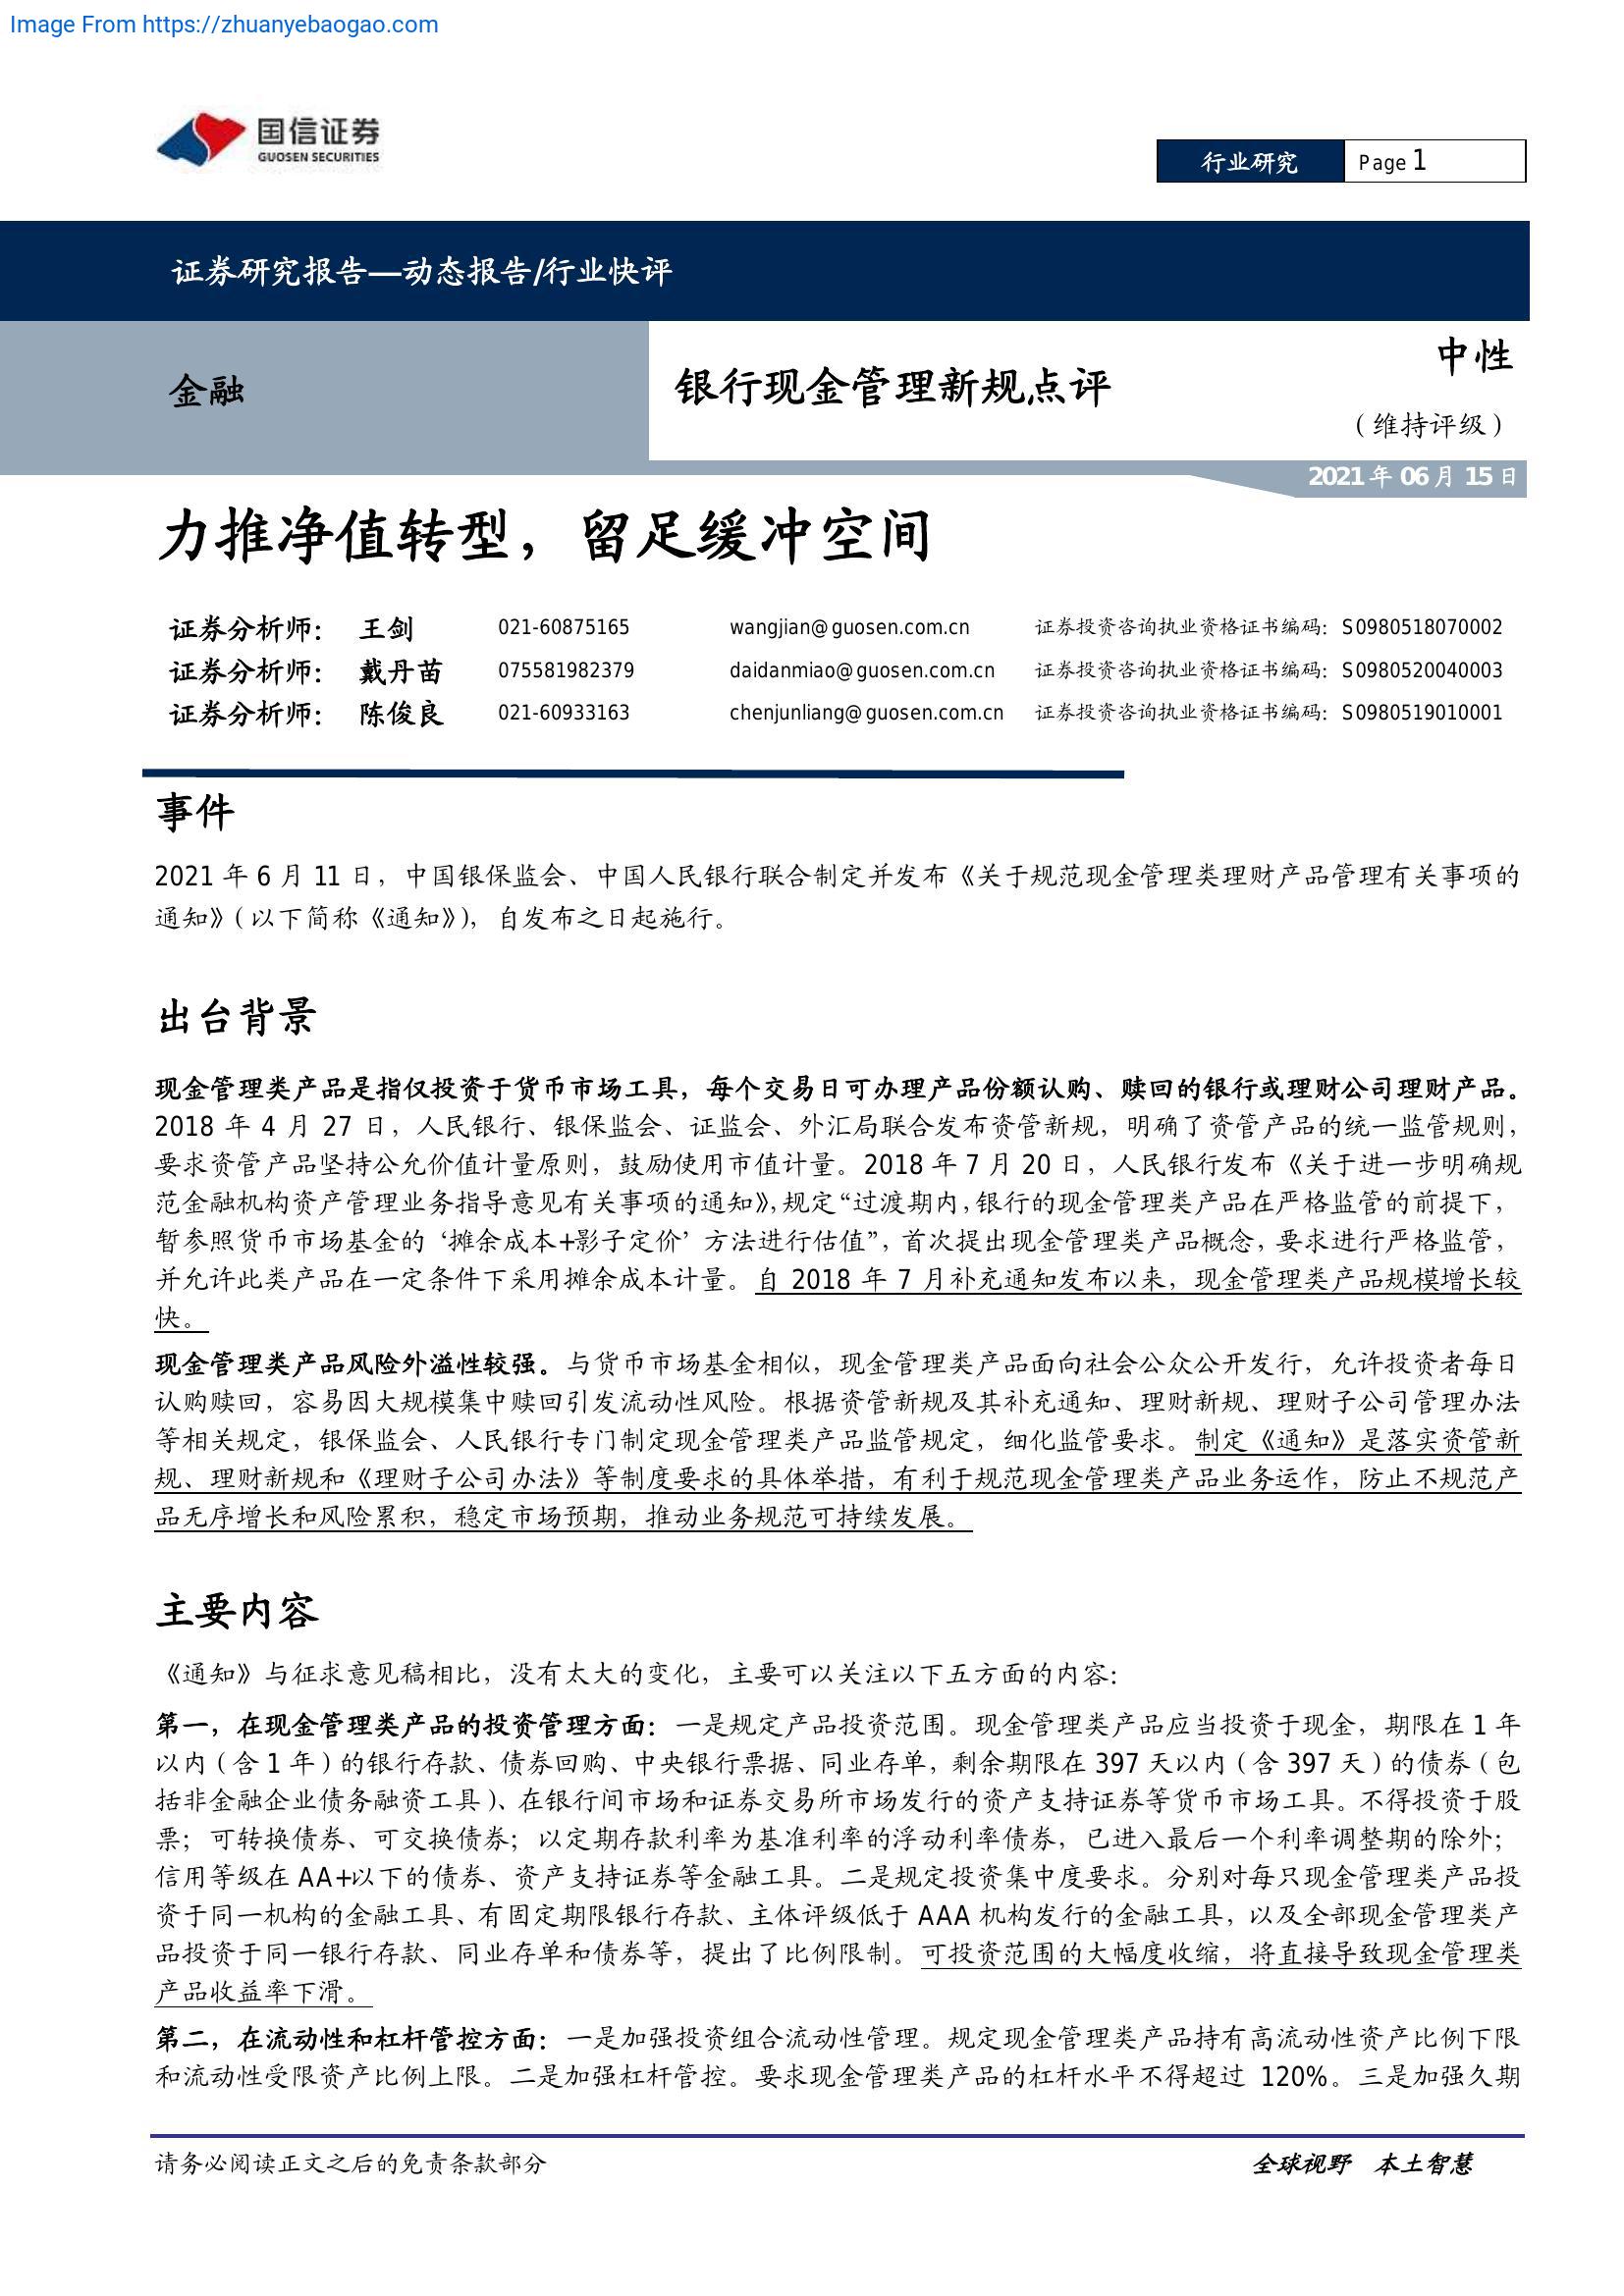 Image From https://zhuanyebaogao.com
国信证券
GUOSEN SECURITIES
行业研究 Page 1
证券研究报告—动态报告/行业快评
金融
银行现金管理新规点评
中性
（维持评级）
2021 年 06 月 15 日
力推净值转型，留足缓冲空间
证券分析师： 王剑 021-60875165 wangjian@guosen.com.cn 证券投资咨询执业资格证书编码：S0980518070002
证券分析师： 戴丹苗 075581982379 daidanmiao@guosen.com.cn 证券投资咨询执业资格证书编码：S0980520040003
证券分析师： 陈俊良 021-60933163 chenjunliang@guosen.com.cn 证券投资咨询执业资格证书编码：S0980519010001
事件
2021 年 6 月 11 日，中国银保监会、中国人民银行联合制定并发布《关于规范现金管理类理财产品管理有关事项的
通知》（以下简称《通知》），自发布之日起施行。
出台背景
现金管理类产品是指仅投资于货币市场工具，每个交易日可办理产品份额认购、赎回的银行或理财公司理财产品。
2018 年 4 月 27 日，人民银行、银保监会、证监会、外汇局联合发布资管新规，明确了资管产品的统一监管规则，
要求资管产品坚持公允价值计量原则，鼓励使用市值计量。2018 年 7 月 20 日，人民银行发布《关于进一步明确规
范金融机构资产管理业务指导意见有关事项的通知》，规定“过渡期内，银行的现金管理类产品在严格监管的前提下，
暂参照货币市场基金的‘摊余成本+影子定价’方法进行估值”，首次提出现金管理类产品概念，要求进行严格监管，
并允许此类产品在一定条件下采用摊余成本计量。自 2018 年 7 月补充通知发布以来，现金管理类产品规模增长较
快。
现金管理类产品风险外溢性较强。与货币市场基金相似，现金管理类产品面向社会公众公开发行，允许投资者每日
认购赎回，容易因大规模集中赎回引发流动性风险。根据资管新规及其补充通知、理财新规、理财子公司管理办法
等相关规定，银保监会、人民银行专门制定现金管理类产品监管规定，细化监管要求。制定《通知》是落实资管新
规、理财新规和《理财子公司办法》等制度要求的具体举措，有利于规范现金管理类产品业务运作，防止不规范产
品无序增长和风险累积，稳定市场预期，推动业务规范可持续发展。
主要内容
《通知》与征求意见稿相比，没有太大的变化，主要可以关注以下五方面的内容：
第一，在现金管理类产品的投资管理方面：一是规定产品投资范围。现金管理类产品应当投资于现金，期限在 1 年
以内（含 1 年）的银行存款、债券回购、中央银行票据、同业存单，剩余期限在 397 天以内（含 397 天）的债券（包
括非金融企业债务融资工具）、在银行间市场和证券交易所市场发行的资产支持证券等货币市场工具。不得投资于股
票；可转换债券、可交换债券；以定期存款利率为基准利率的浮动利率债券，已进入最后一个利率调整期的除外；
信用等级在 AA+以下的债券、资产支持证券等金融工具。二是规定投资集中度要求。分别对每只现金管理类产品投
资于同一机构的金融工具、有固定期限银行存款、主体评级低于 AAA 机构发行的金融工具，以及全部现金管理类产
品投资于同一银行存款、同业存单和债券等，提出了比例限制。可投资范围的大幅度收缩，将直接导致现金管理类
产品收益率下滑。
第二，在流动性和杠杆管控方面：一是加强投资组合流动性管理。规定现金管理类产品持有高流动性资产比例下限
和流动性受限资产比例上限。二是加强杠杆管控。要求现金管理类产品的杠杆水平不得超过 120%。三是加强久期
请务必阅读正文之后的免责条款部分
全球视野 本土智慧